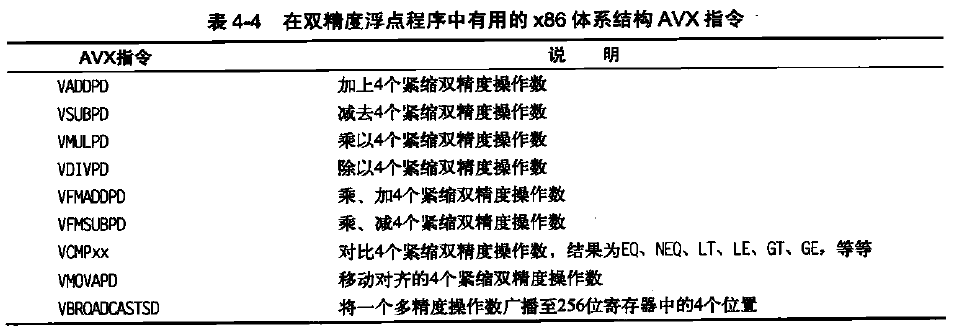 表 4-4 在双精度浮点程序中有用的 x86 体系结构 AVX 指令
AVX指令 说 明
VADDPD 加上4个紧缩双精度操作数
VSUBPD 减去4个紧缩双精度操作数
VMULPD 乘以4个紧缩双精度操作数
VDIVPD 除以4个紧缩双精度操作数
VFMADDPD 乘、加4个紧缩双精度操作数
VFMSUBPD 乘、减4个紧缩双精度操作数
VCMPxx 对比4个紧缩双精度操作数，结果为EQ、NEQ、LT、LE、GT、GE，等等
VMOVAPD 移动对齐的4个紧缩双精度操作数
VBROADCASTSD 将一个多精度操作数广播至256位寄存器中的4个位置